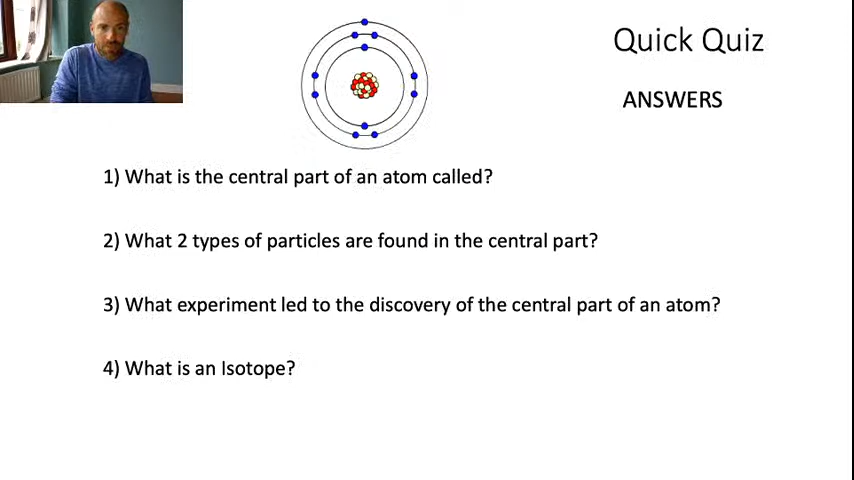 Quick Quiz
ANSWERS
1) What is the central part of an atom called?
2) What 2 types of particles are found in the central part?
3) What experiment led to the discovery of the central part of an atom?
4) What is an Isotope?